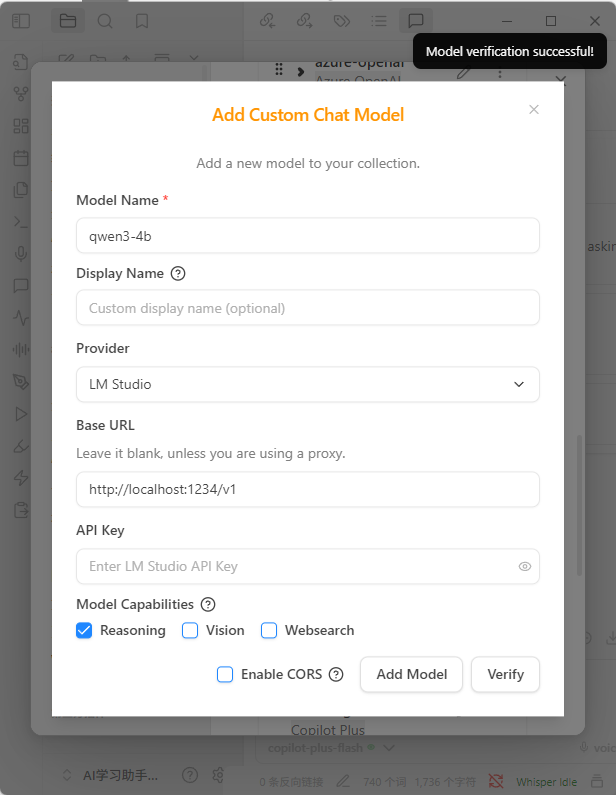 azure-openai
Azure OpenAI
Model verification successful!
Add Custom Chat Model
Add a new model to your collection.
Model Name *
qwen3-4b
Display Name
Custom display name (optional)
Provider
LM Studio
Base URL
Leave it blank, unless you are using a proxy.
http://localhost:1234/v1
API Key
Enter LM Studio API Key
Model Capabilities
Reasoning Vision Websearch
Enable CORS Add Model Verify
Copilot Plus
copilot-plus-flash
AI学习助手... 0 条反向链接 740 个词 1,736 个字符 Whisper Idle